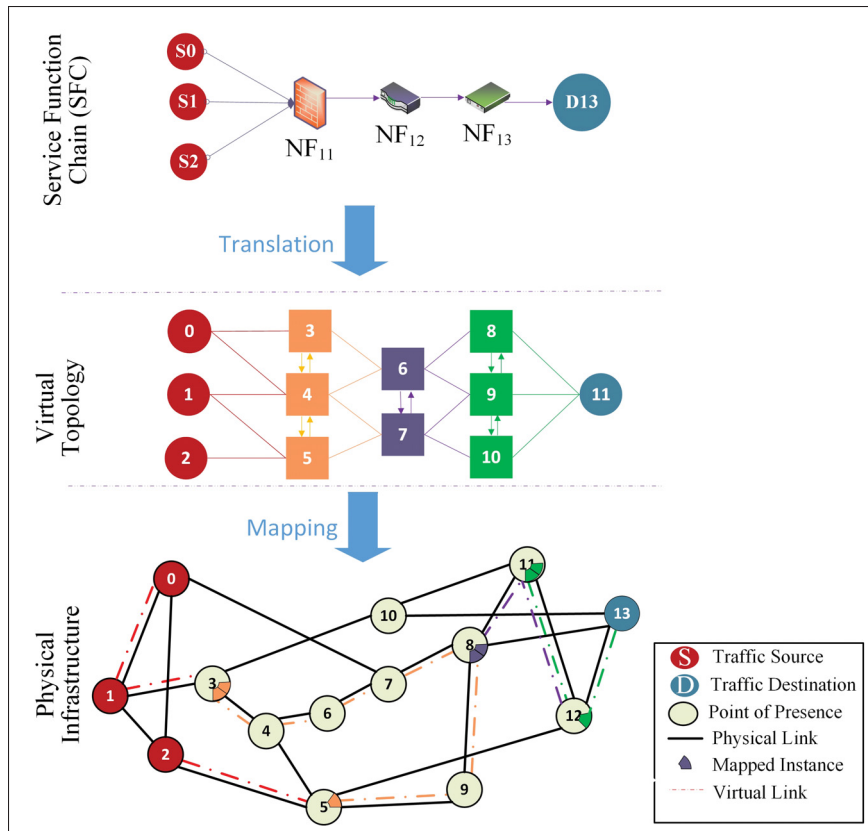 Service Function
Chain (SFC)
S0
S1
S2
NF11
NF12
NF13
D13
Translation
Virtual
Topology
0
1
2
3
4
5
6
7
8
9
10
11
Mapping
Physical
Infrastructure
0
1
2
3
4
5
6
7
8
9
10
11
12
13
S Traffic Source
D Traffic Destination
Point of Presence
Physical Link
Mapped Instance
Virtual Link